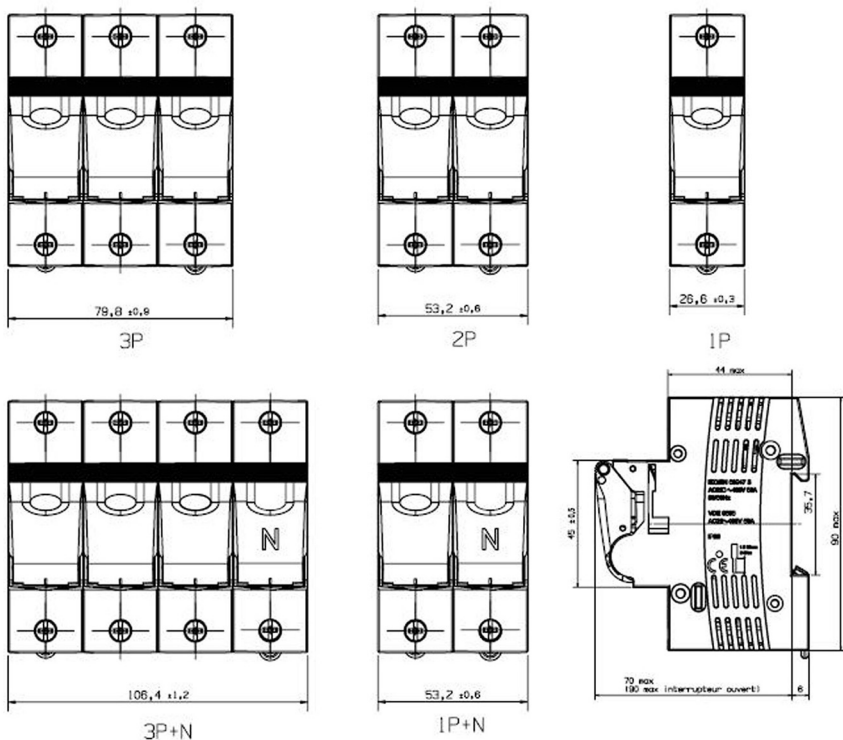 79,8 ±0,9
3P
53,2 ±0,6
2P
26,6 ±0,3
1P
N
106,4 ±1,2
3P+N
N
53,2 ±0,6
1P+N
44 max
45 ±0,5
35,7
90 max
CE
70 max
(90 max interrupteur ouvert)
6